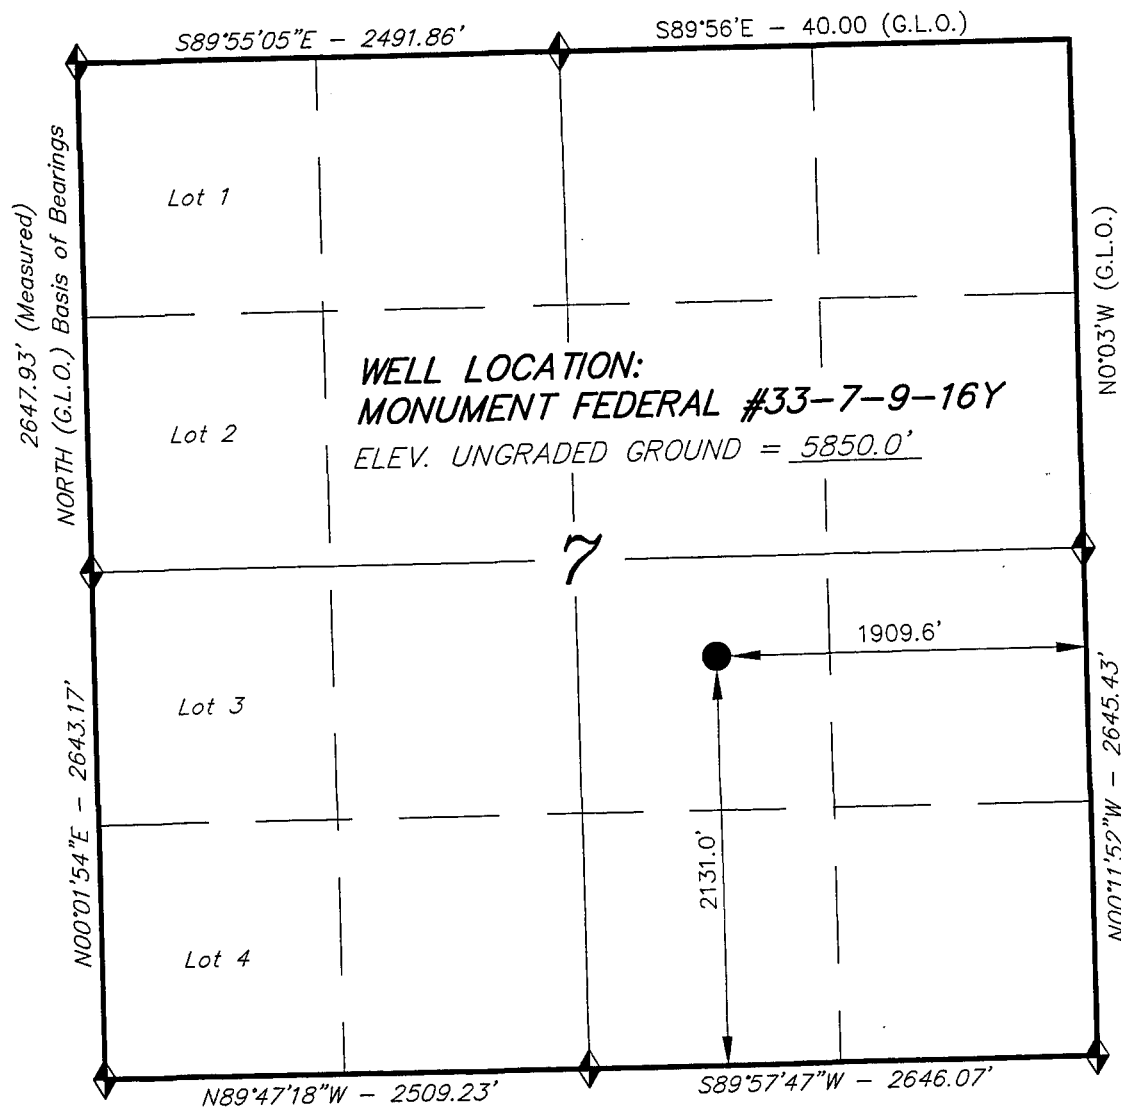 S89°55'05"E - 2491.86'
S89°56'E - 40.00 (G.L.O.)
2647.93' (Measured)
NORTH (G.L.O.) Basis of Bearings
Lot 1
N0°03'W (G.L.O.)
WELL LOCATION:
MONUMENT FEDERAL #33-7-9-16Y
ELEV. UNGRADED GROUND = 5850.0'
Lot 2
7
1909.6'
N00°01'54"E - 2643.17'
Lot 3
N00°11'52"W - 2645.43'
2131.0'
Lot 4
N89°47'18"W - 2509.23'
S89°57'47"W - 2646.07'